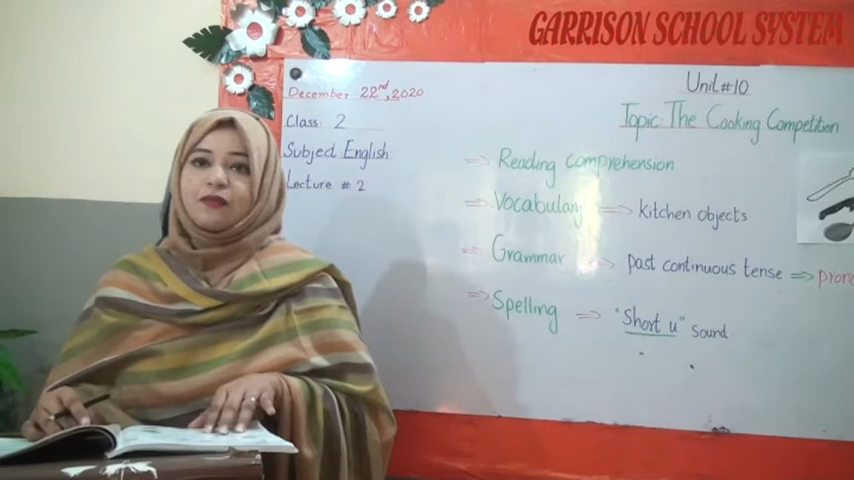 GARRISON SCHOOL SYSTEM
December 22nd, 2020
Class: 2
Subject: English
Lecture # 2
Unit #10
Topic: The Cooking Competition
⇒ Reading comprehension
⇒ Vocabulary ⇒ kitchen objects
⇒ Grammar ⇒ past continuous tense ⇒
⇒ Spelling ⇒ "Short u" sound